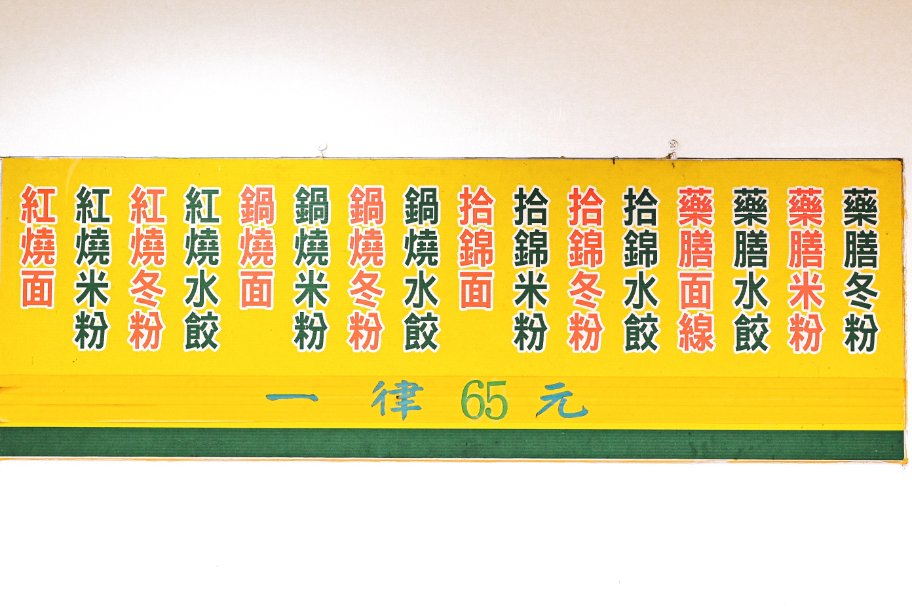 紅燒面
紅燒米粉
紅燒冬粉
紅燒水餃
鍋燒面
鍋燒米粉
鍋燒冬粉
鍋燒水餃
拾錦面
拾錦米粉
拾錦冬粉
拾錦水餃
藥膳面線
藥膳水餃
藥膳米粉
藥膳冬粉
一律65元